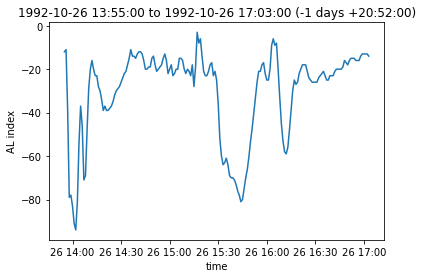 1992-10-26 13:55:00 to 1992-10-26 17:03:00 (-1 days +20:52:00)
0
−20
−40
−60
−80
AL index
26 14:00 26 14:30 26 15:00 26 15:30 26 16:00 26 16:30 26 17:00
time